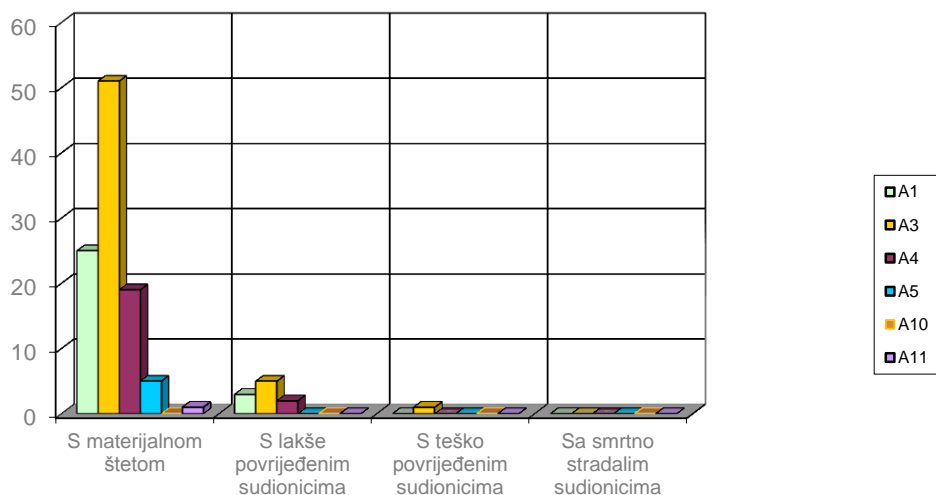 60
50
40
30
20
10
0
S materijalnom
štetom
S lakše
povrijeđenim
sudionicima
S teško
povrijeđenim
sudionicima
Sa smrtno
stradalim
sudionicima
A1
A3
A4
A5
A10
A11